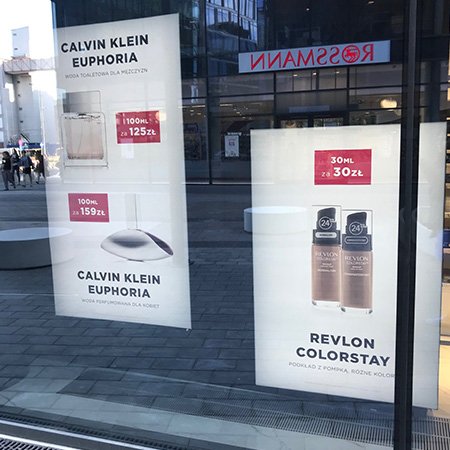 CALVIN KLEIN
EUPHORIA
WODA TOALETOWA DLA MĘŻCZYZN
100ML
za 125ZŁ
100ML
za 159ZŁ
CALVIN KLEIN
EUPHORIA
WODA PERFUMOWANA DLA KOBIET
ROSSMANN
30ML
za 30ZŁ
24
24
REVLON
COLORSTAY
REVLON
COLORSTAY
REVLON
COLORSTAY
PODKŁAD Z POMPKĄ, RÓŻNE KOLOR